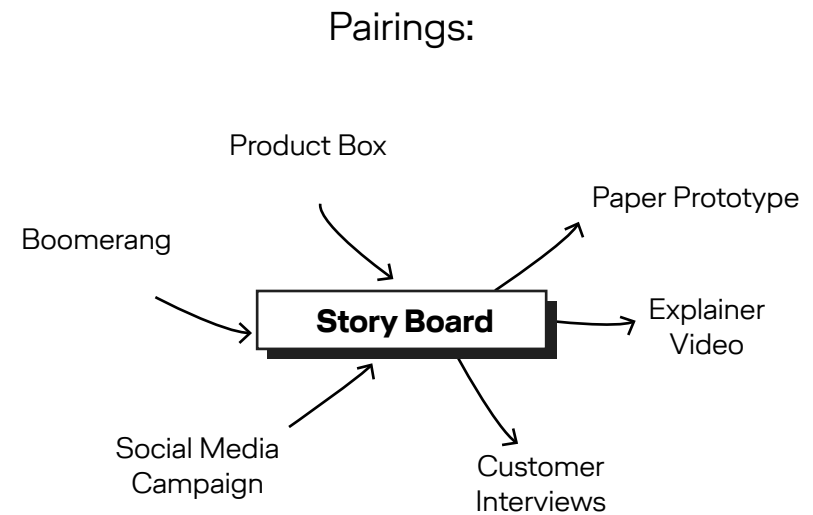 Pairings:
Product Box
Paper Prototype
Boomerang
Explainer
Video
Story Board
Social Media
Campaign
Customer
Interviews